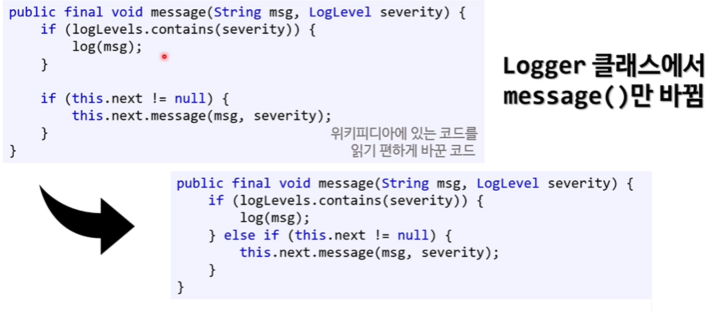 public final void message(String msg, LogLevel severity) {
    if (logLevels.contains(severity)) {
        log(msg);
    }

    if (this.next != null) {
        this.next.message(msg, severity);
    }
}
위키피디아에 있는 코드를
읽기 편하게 바꾼 코드
Logger 클래스에서
message()만 바뀜
public final void message(String msg, LogLevel severity) {
    if (logLevels.contains(severity)) {
        log(msg);
    } else if (this.next != null) {
        this.next.message(msg, severity);
    }
}